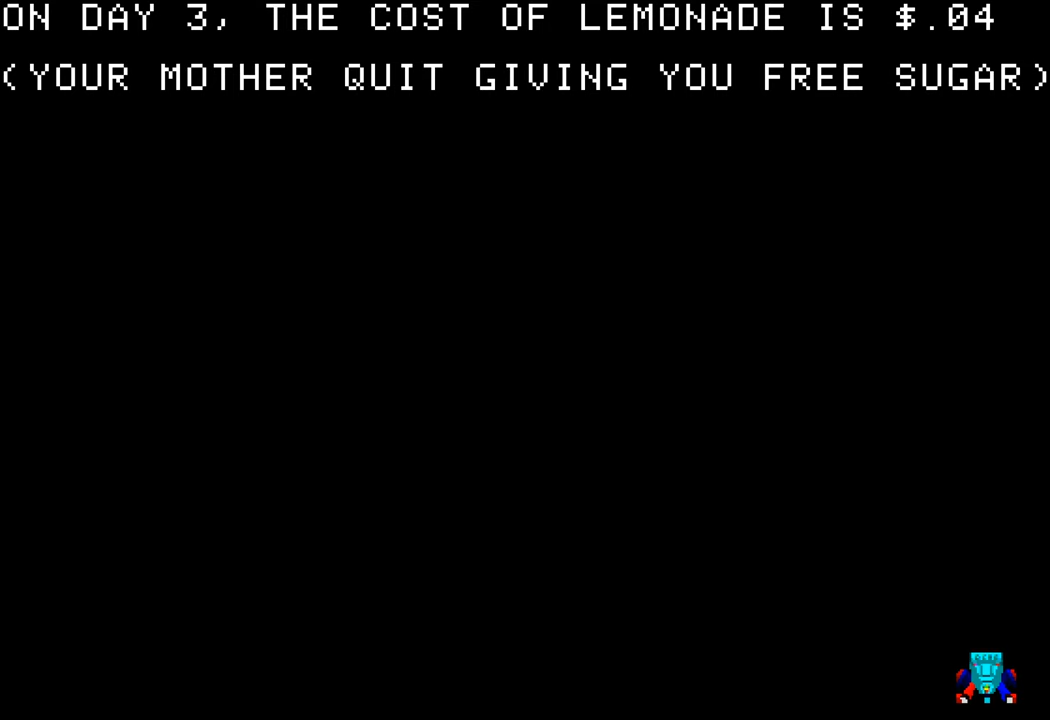 ON DAY 3, THE COST OF LEMONADE IS $.04
(YOUR MOTHER QUIT GIVING YOU FREE SUGAR)